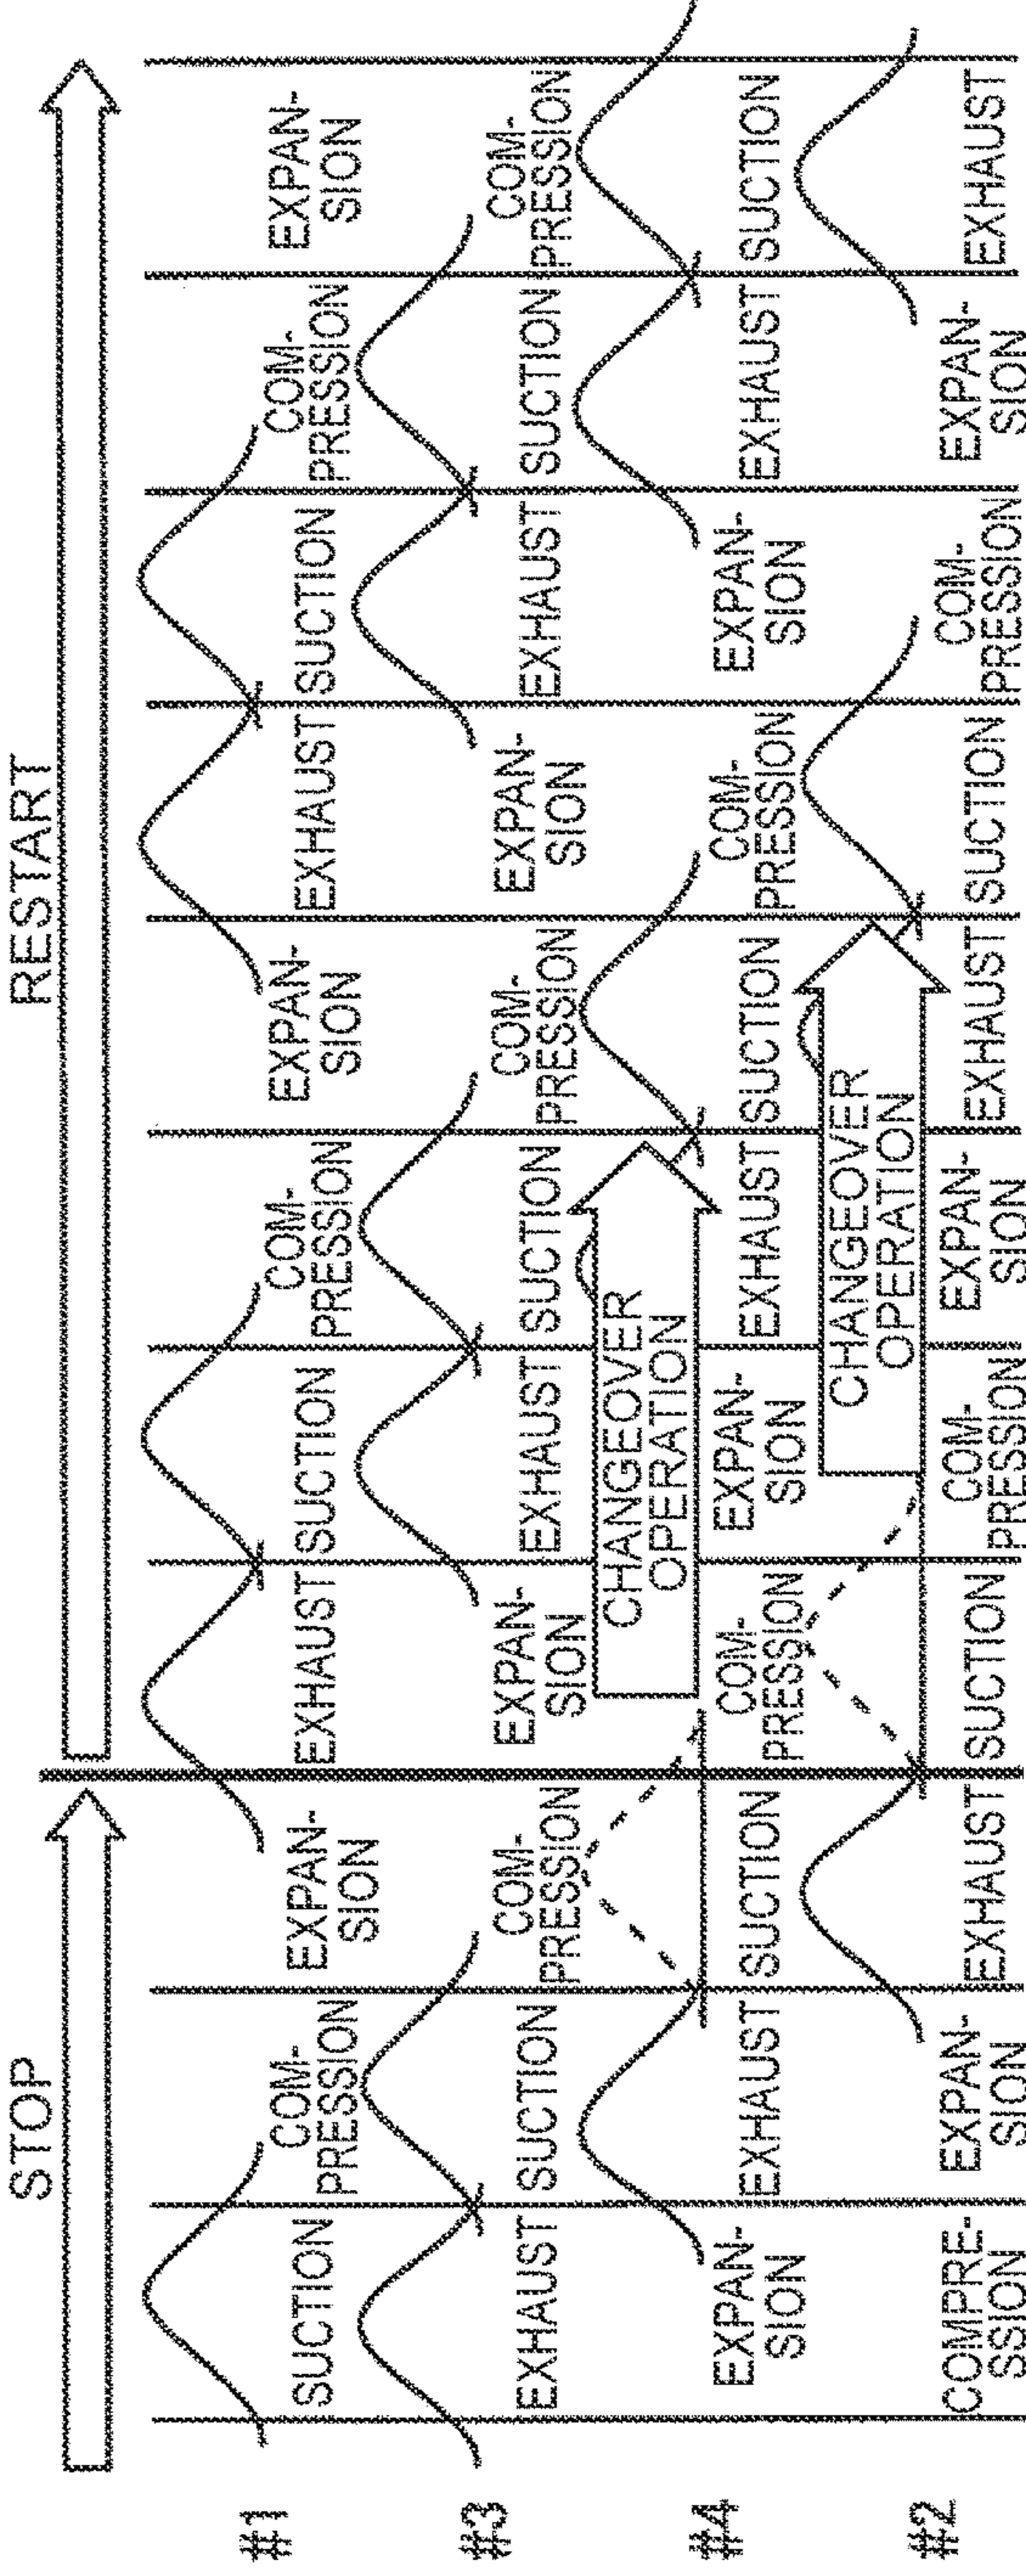 STOP
RESTART
#1
SUCTION
COM-
PRESSION
EXPAN-
SION
EXHAUST
SUCTION
COM-
PRESSION
EXPAN-
SION
EXHAUST
SUCTION
COM-
PRESSION
EXPAN-
SION
#3
EXHAUST
SUCTION
COM-
PRESSION
EXPAN-
SION
EXHAUST
SUCTION
COM-
PRESSION
EXPAN-
SION
EXHAUST
SUCTION
COM-
PRESSION
CHANGEOVER
OPERATION
#4
EXPAN-
SION
EXHAUST
SUCTION
COM-
PRESSION
EXPAN-
SION
EXHAUST
SUCTION
COM-
PRESSION
EXPAN-
SION
EXHAUST
SUCTION
CHANGEOVER
OPERATION
#2
COMPRE-
SSION
EXPAN-
SION
EXHAUST
SUCTION
COM-
PRESSION
EXPAN-
SION
EXHAUST
SUCTION
COM-
PRESSION
EXPAN-
SION
EXHAUST